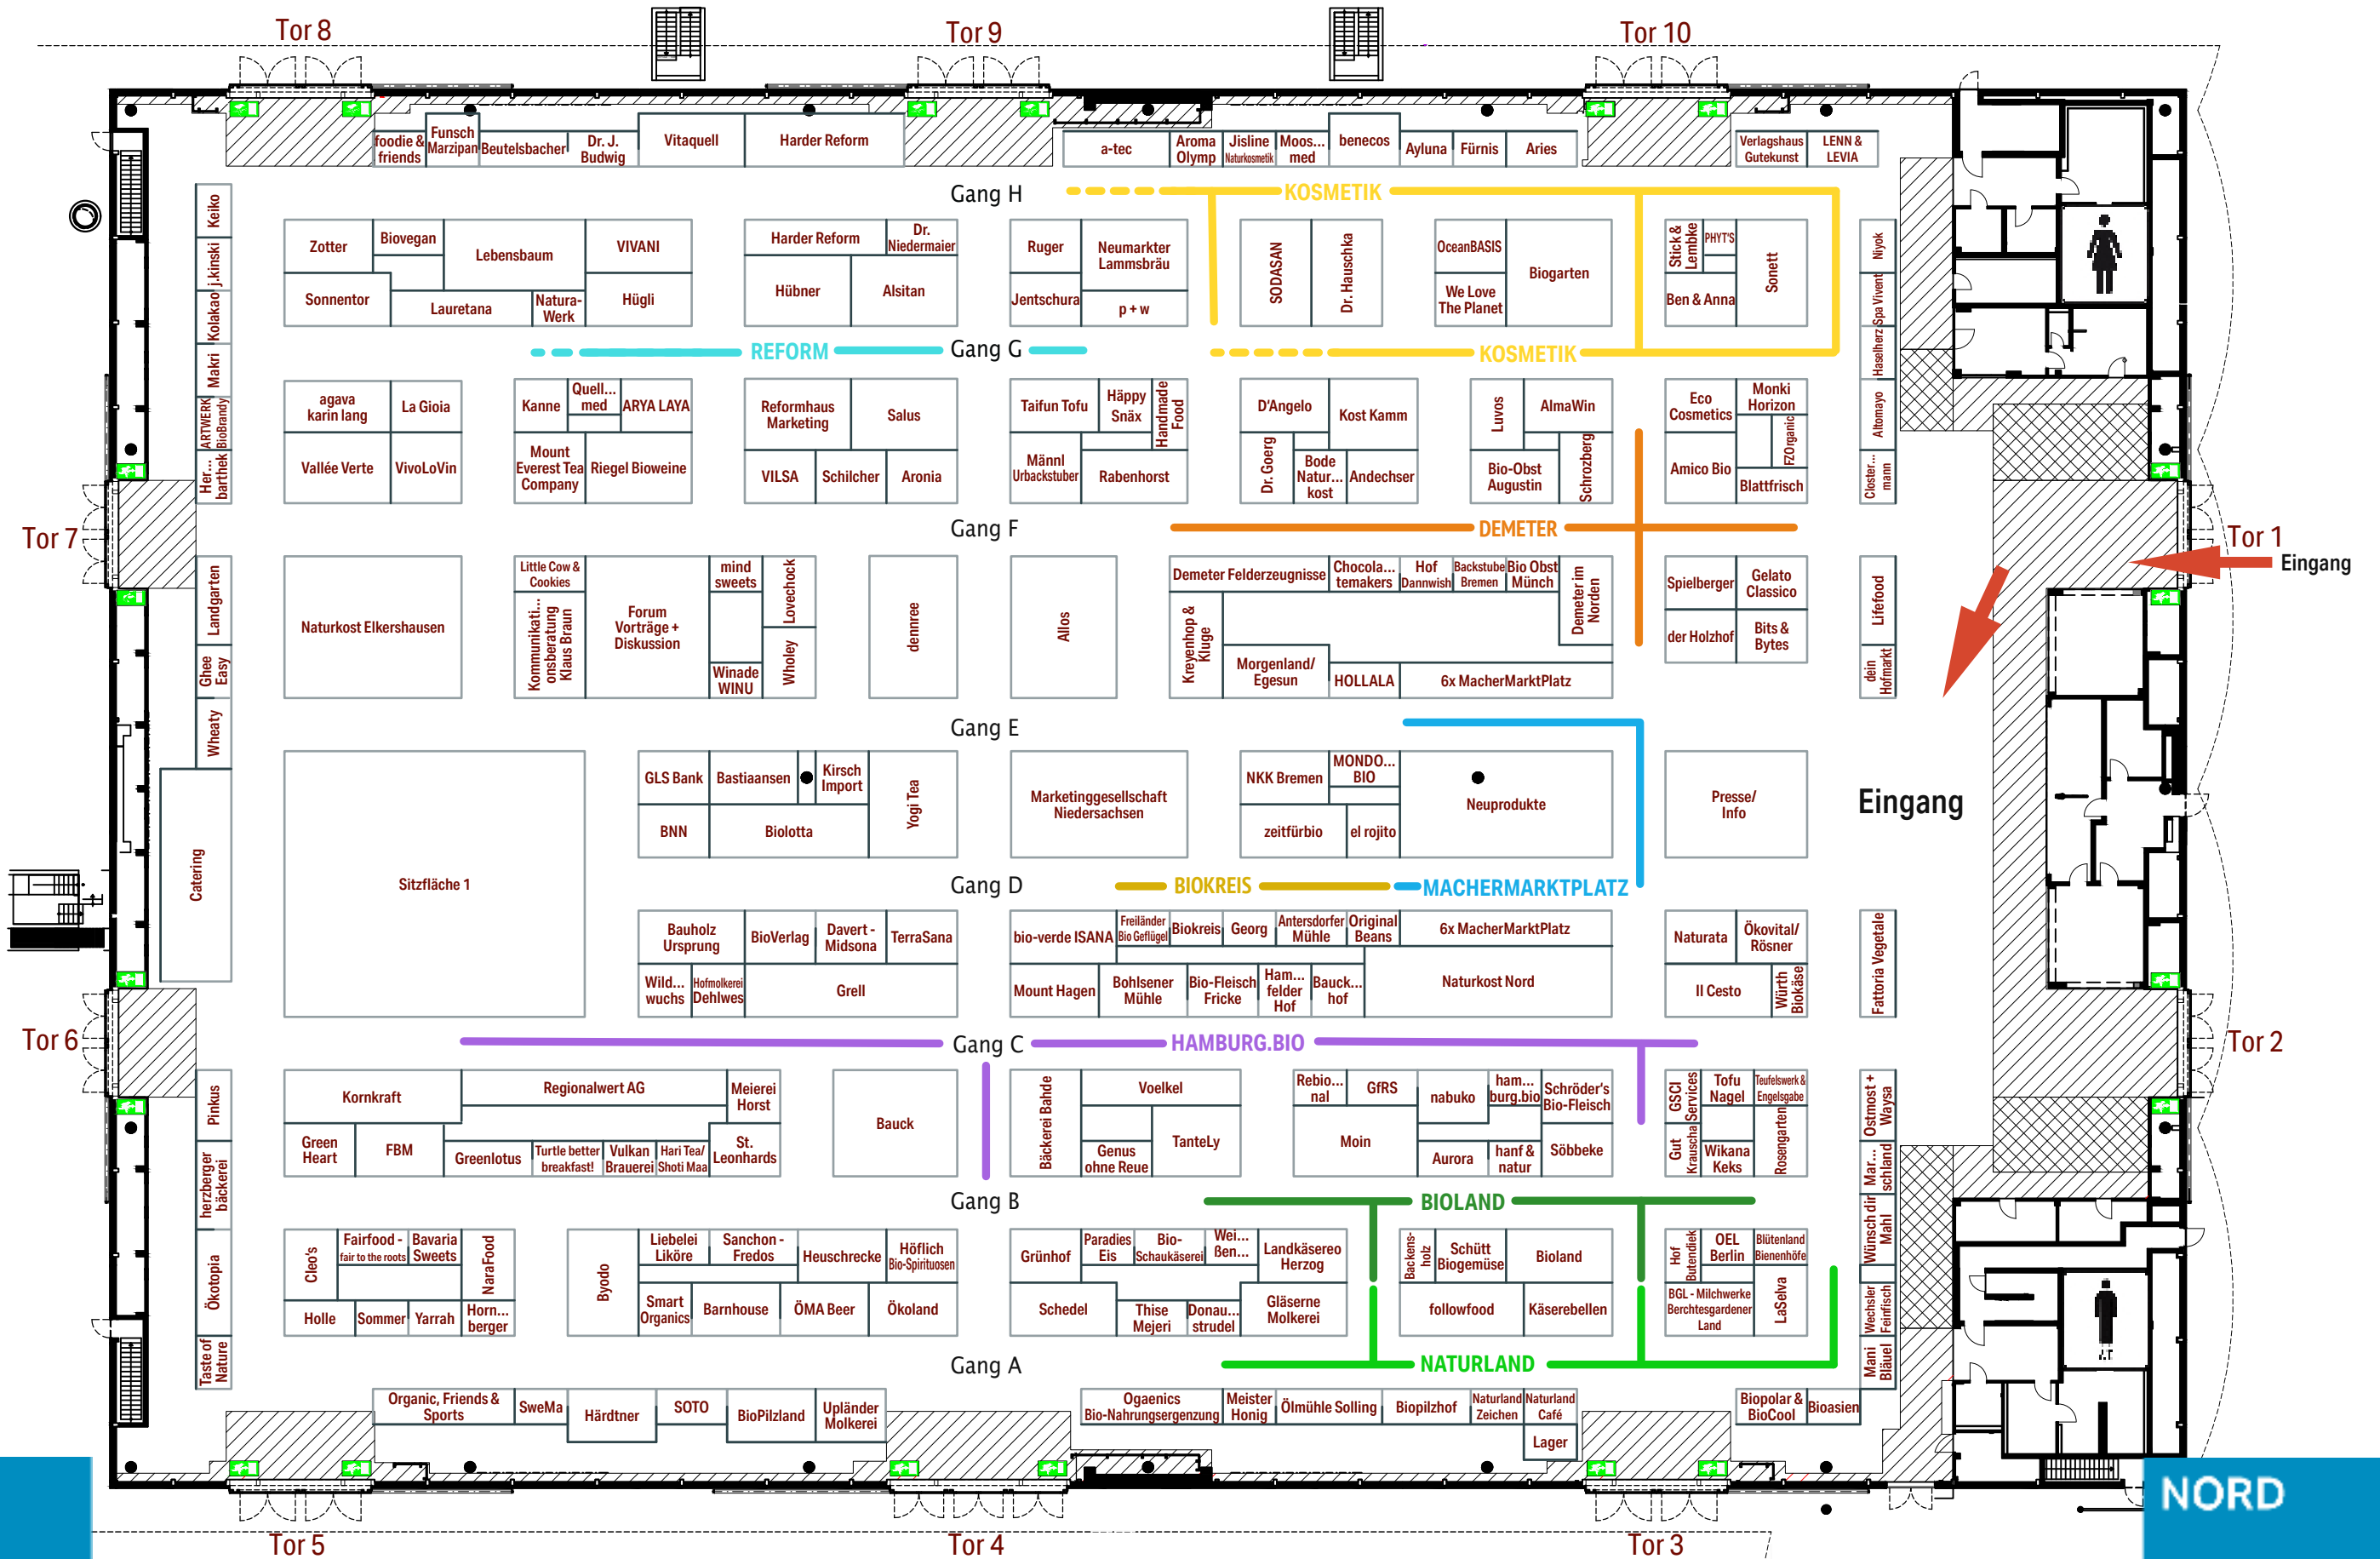 Tor 8
Tor 9
Tor 10
foodie &
friends
Funsch
Marzipan
Beutelsbacher
Dr. J.
Budwig
Vitaquell
Harder Reform
a-tec
Aroma
Olymp
Jisline
Naturkosmetik
Moos...
med
benecos
Ayluna
Fürnis
Aries
Verlagshaus
Gutekunst
LENN &
LEVIA
Gang H
KOSMETIK
Keiko
j.kinski
Kolakao
Makri
ARTWERK
BioBrandy
Her...
barthek
Zotter
Biovegan
Lebensbaum
VIVANI
Sonnentor
Lauretana
Natura-
Werk
Hügli
Harder Reform
Dr.
Niedermaier
Hübner
Alsitan
Ruger
Neumarkter
Lammsbräu
Jentschura
p + w
SODASAN
Dr. Hauschka
OceanBASIS
We Love
The Planet
Biogarten
Stick &
Lembke
PHYT'S
Ben & Anna
Sonett
Niyok
Spa Vivent
Haselherz
Altomayo
Closter...
mann
REFORM
Gang G
KOSMETIK
agava
karin lang
La Gioia
Vallée Verte
VivoLoVin
Kanne
Quell...
med
ARYA LAYA
Mount
Everest Tea
Company
Riegel Bioweine
Reformhaus
Marketing
Salus
VILSA
Schilcher
Aronia
Taifun Tofu
Häppy
Snäx
Handmade
Food
Männl
Urbackstuber
Rabenhorst
D'Angelo
Kost Kamm
Dr. Goerg
Bode
Natur...
kost
Andechser
Luvos
AlmaWin
Bio-Obst
Augustin
Schrozberg
Eco
Cosmetics
Monki
Horizon
FZOrganic
Amico Bio
Blattfrisch
Tor 7
Gang F
DEMETER
Tor 1
Eingang
Landgarten
Ghee
Easy
Wheaty
Naturkost Elkershausen
Little Cow &
Cookies
Kommunikati...
onsberatung
Klaus Braun
Forum
Vorträge +
Diskussion
mind
sweets
Lovechock
Winade
WINU
Wholey
dennree
Allos
Demeter Felderzeugnisse
Chocola...
temakers
Hof
Dannwish
Backstube
Bremen
Bio Obst
Münch
Demeter im
Norden
Kreyenhop &
Kluge
Morgenland/
Egesun
HOLLALA
6x MacherMarktPlatz
Spielberger
Gelato
Classico
der Holzhof
Bits &
Bytes
Lifefood
dein
Hofmarkt
Gang E
Catering
Sitzfläche 1
GLS Bank
Bastiaansen
Kirsch
Import
Yogi Tea
BNN
Biolotta
Marketinggesellschaft
Niedersachsen
NKK Bremen
MONDO...
BIO
zeitfürbio
el rojito
Neuprodukte
Presse/
Info
Eingang
Gang D
BIOKREIS
MACHERMARKTPLATZ
Bauholz
Ursprung
BioVerlag
Davert -
Midsona
TerraSana
Wild...
wuchs
Hofmolkerei
Dehlwes
Grell
bio-verde ISANA
Freiländer
Bio Geflügel
Biokreis
Georg
Antersdorfer
Mühle
Original
Beans
6x MacherMarktPlatz
Mount Hagen
Bohlsener
Mühle
Bio-Fleisch
Fricke
Ham...
felder
Hof
Bauck...
hof
Naturkost Nord
Naturata
Ökovital/
Rösner
Il Cesto
Würth
Biokäse
Fattoria Vegetale
Tor 6
Gang C
HAMBURG.BIO
Tor 2
Pinkus
herzberger
bäckerei
Ökotopia
Taste of
Nature
Kornkraft
Regionalwert AG
Meierei
Horst
Green
Heart
FBM
Greenlotus
Turtle better
breakfast!
Vulkan
Brauerei
Hari Tea/
Shoti Maa
St.
Leonhards
Bauck
Bäckerei Bahde
Voelkel
Genus
ohne Reue
TanteLy
Rebio...
nal
GfRS
nabuko
ham...
burg.bio
Schröder's
Bio-Fleisch
Moin
Aurora
hanf &
natur
Söbbeke
GSCI
Services
Tofu
Nagel
Teufelswerk &
Engelsgabe
Gut
Krauscha
Wikana
Keks
Rosengarten
Ostmost +
Waysa
Mar...
schland
Wünsch dir
Mahl
Wechsler
Feinfisch
Mani
Bläuel
Gang B
BIOLAND
Cleo's
Fairfood -
fair to the roots
Bavaria
Sweets
NaraFood
Holle
Sommer
Yarrah
Horn...
berger
Byodo
Liebelei
Liköre
Sanchon -
Fredos
Heuschrecke
Höflich
Bio-Spirituosen
Smart
Organics
Barnhouse
ÖMA Beer
Ökoland
Grünhof
Paradies
Eis
Bio-
Schaukäserei
Wei...
ßen...
Landkäsereo
Herzog
Schedel
Thise
Mejeri
Donau...
strudel
Gläserne
Molkerei
Backens-
holz
Schütt
Biogemüse
Bioland
followfood
Käserebellen
Hof
Butendiek
OEL
Berlin
Blütenland
Bienenhöfe
BGL - Milchwerke
Berchtesgardener
Land
LaSelva
Gang A
NATURLAND
Organic, Friends &
Sports
SweMa
Härdtner
SOTO
BioPilzland
Upländer
Molkerei
Ogaenics
Bio-Nahrungsergenzung
Meister
Honig
Ölmühle Solling
Biopilzhof
Naturland
Zeichen
Naturland
Café
Lager
Biopolar &
BioCool
Bioasien
NORD
Tor 5
Tor 4
Tor 3